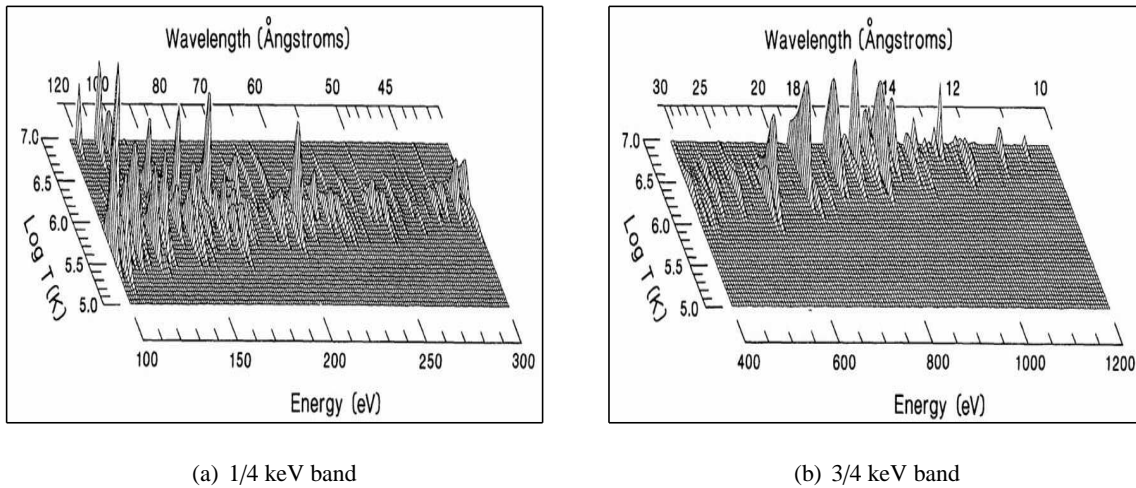 Wavelength (Ångstroms)
120 100 80 70 60 50 45
7.0
6.5
6.0
5.5
5.0
Log T (K)
100 150 200 250 300
Energy (eV)
(a) 1/4 keV band
Wavelength (Ångstroms)
30 25 20 18 14 12 10
7.0
6.5
6.0
5.5
5.0
Log T (K)
400 600 800 1000 1200
Energy (eV)
(b) 3/4 keV band